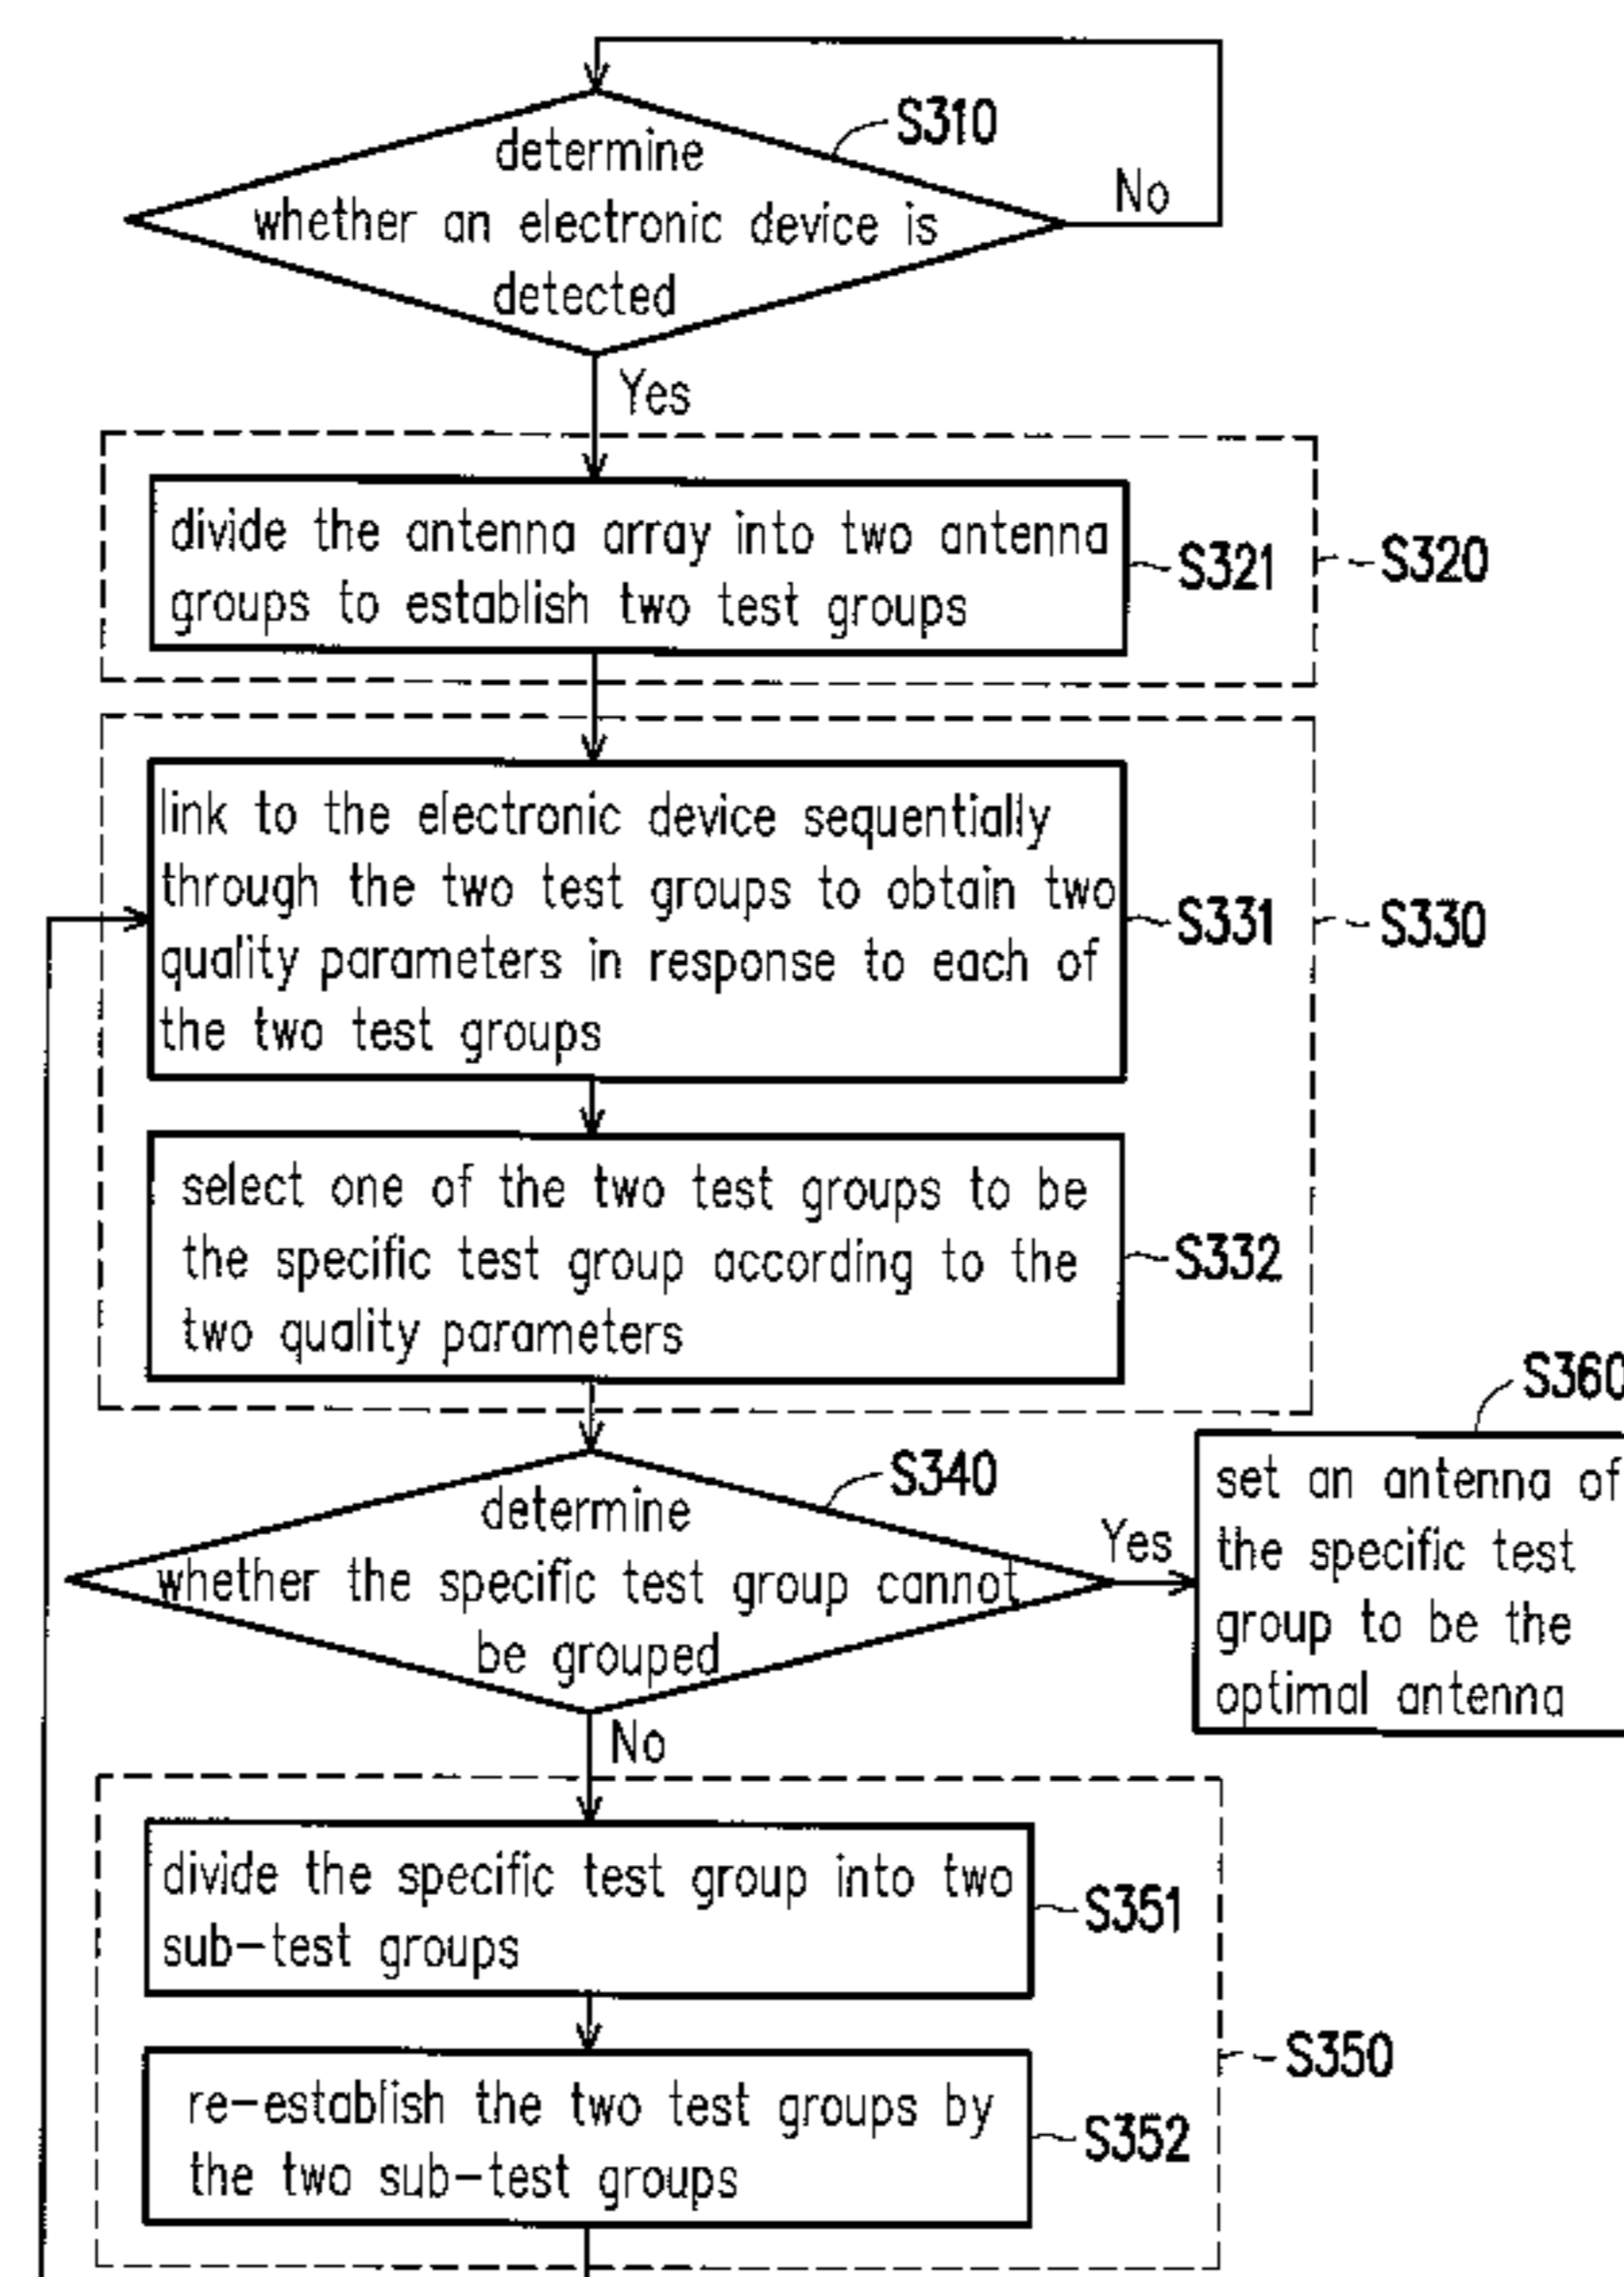 determine
whether an electronic device is
detected
S310
No
Yes
divide the antenna array into two antenna
groups to establish two test groups
S321
S320
link to the electronic device sequentially
through the two test groups to obtain two
quality parameters in response to each of
the two test groups
S331
S330
select one of the two test groups to be
the specific test group according to the
two quality parameters
S332
determine
whether the specific test group cannot
be grouped
S340
Yes
S360
set an antenna of
the specific test
group to be the
optimal antenna
No
divide the specific test group into two
sub-test groups
S351
S350
re-establish the two test groups by
the two sub-test groups
S352